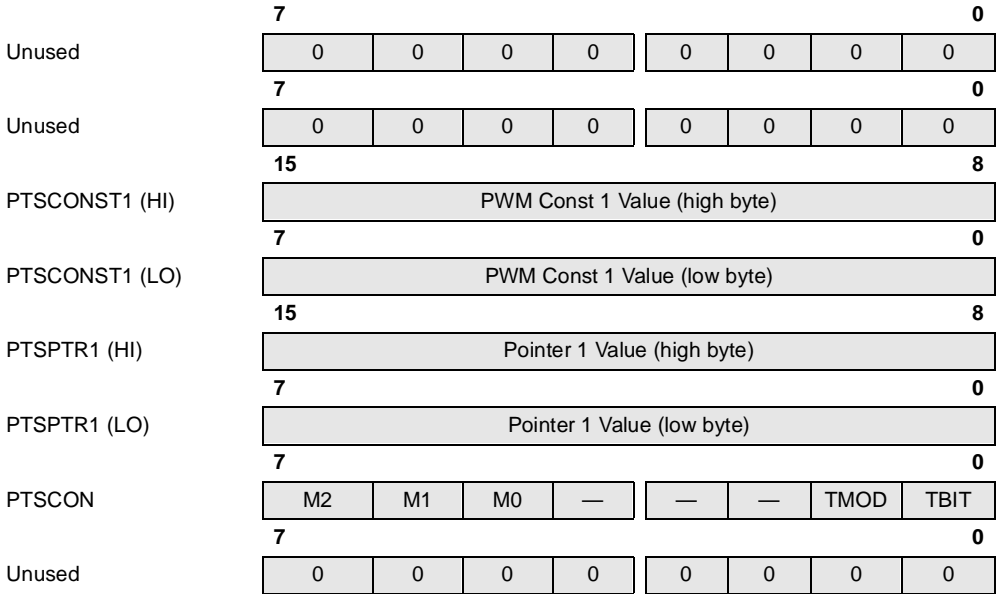 7 0
Unused 0 0 0 0 0 0 0 0
7 0
Unused 0 0 0 0 0 0 0 0
15 8
PTSCONST1 (HI) PWM Const 1 Value (high byte)
7 0
PTSCONST1 (LO) PWM Const 1 Value (low byte)
15 8
PTSPTR1 (HI) Pointer 1 Value (high byte)
7 0
PTSPTR1 (LO) Pointer 1 Value (low byte)
7 0
PTSCON M2 M1 M0 — — — TMOD TBIT
7 0
Unused 0 0 0 0 0 0 0 0